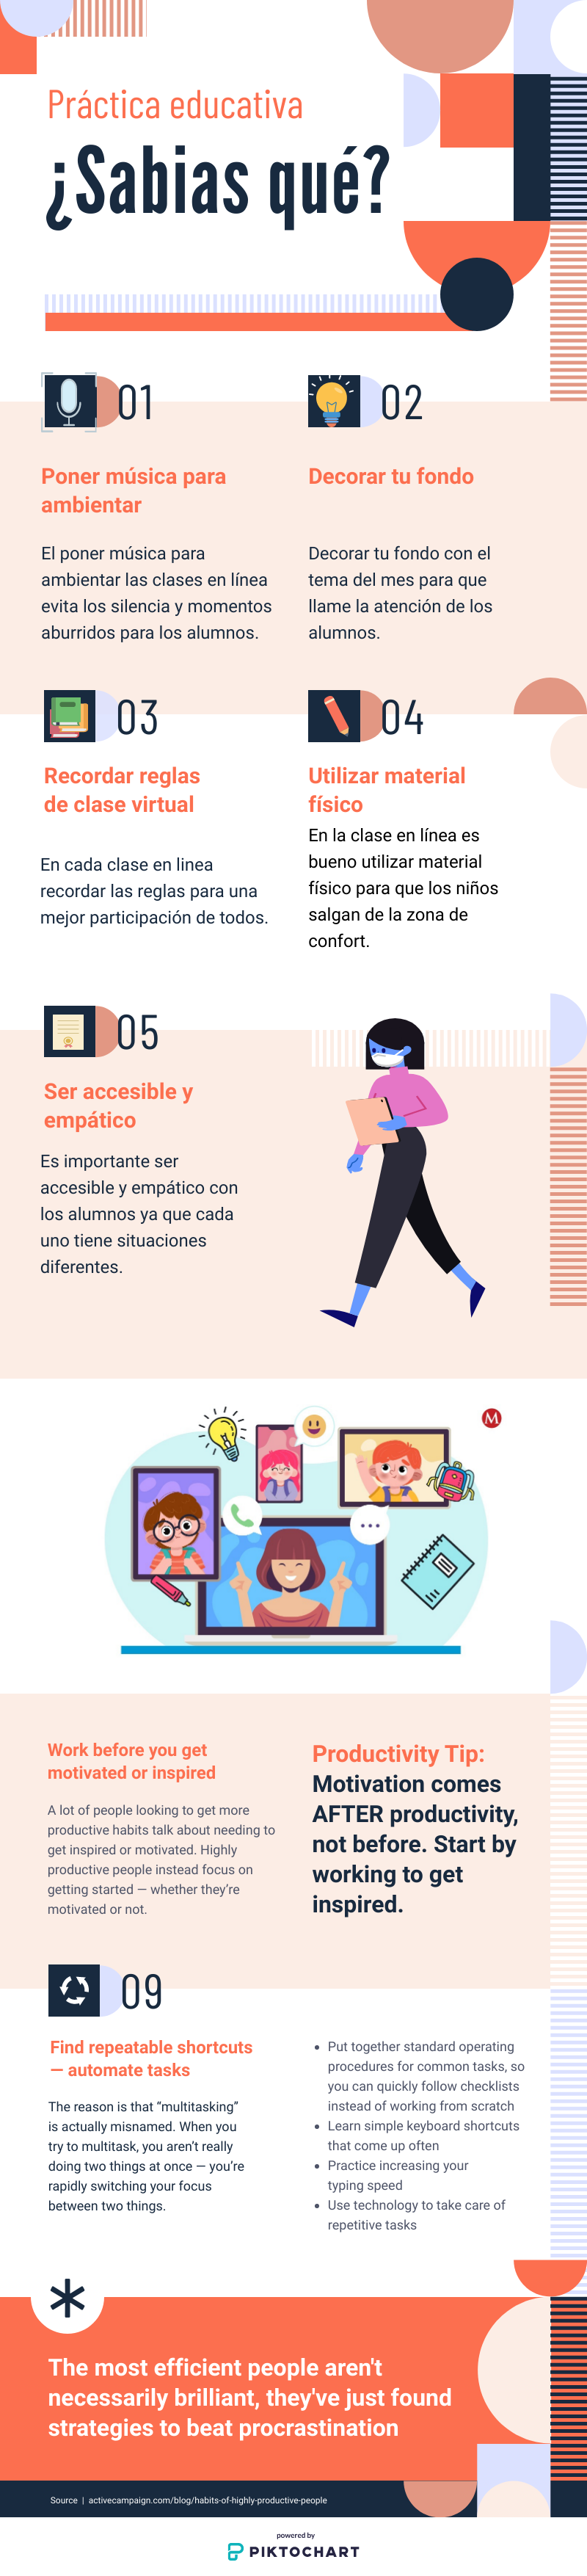 Práctica educativa
¿Sabias qué?
01
Poner música para
ambientar
El poner música para
ambientar las clases en línea
evita los silencia y momentos
aburridos para los alumnos.
02
Decorar tu fondo
Decorar tu fondo con el
tema del mes para que
llame la atención de los
alumnos.
03
Recordar reglas
de clase virtual
En cada clase en linea
recordar las reglas para una
mejor participación de todos.
04
Utilizar material
físico
En la clase en línea es
bueno utilizar material
físico para que los niños
salgan de la zona de
confort.
05
Ser accesible y
empático
Es importante ser
accesible y empático con
los alumnos ya que cada
uno tiene situaciones
diferentes.
M
Work before you get
motivated or inspired
A lot of people looking to get more
productive habits talk about needing to
get inspired or motivated. Highly
productive people instead focus on
getting started — whether they’re
motivated or not.
Productivity Tip:
Motivation comes
AFTER productivity,
not before. Start by
working to get
inspired.
09
Find repeatable shortcuts
— automate tasks
The reason is that “multitasking”
is actually misnamed. When you
try to multitask, you aren’t really
doing two things at once — you’re
rapidly switching your focus
between two things.
• Put together standard operating
procedures for common tasks, so
you can quickly follow checklists
instead of working from scratch
• Learn simple keyboard shortcuts
that come up often
• Practice increasing your
typing speed
• Use technology to take care of
repetitive tasks
*
The most efficient people aren't
necessarily brilliant, they've just found
strategies to beat procrastination
Source | activecampaign.com/blog/habits-of-highly-productive-people
powered by
PIKTOCHART